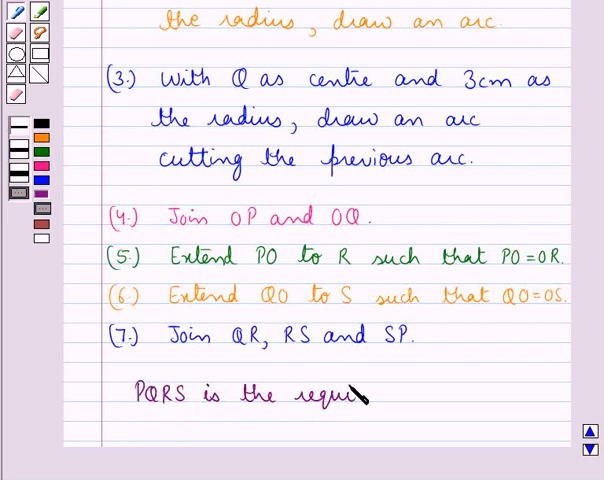 the radius, draw an arc.
(3.) With Q as centre and 3cm as
the radius, draw an arc
cutting the previous arc.
(4.) Join OP and OQ.
(5.) Extend PO to R such that PO=OR.
(6.) Extend QO to S such that QO=OS.
(7.) Join QR, RS and SP.
PQRS is the requi